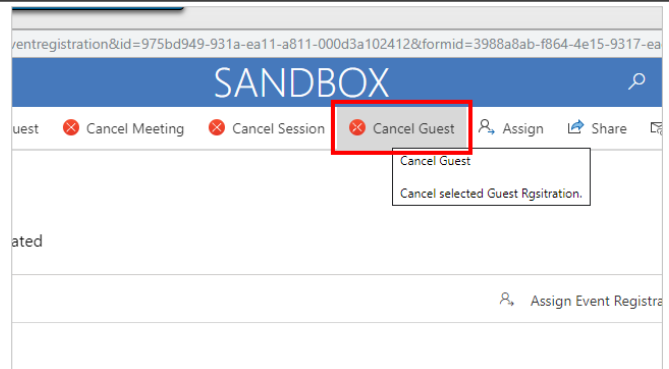 ventregistration&id=975bd949-931a-ea11-a811-000d3a102412&formid=3988a8ab-f864-4e15-9317-ea
SANDBOX
uest Cancel Meeting Cancel Session Cancel Guest Assign Share
Cancel Guest
Cancel selected Guest Rgsitration.
ated
Assign Event Registra